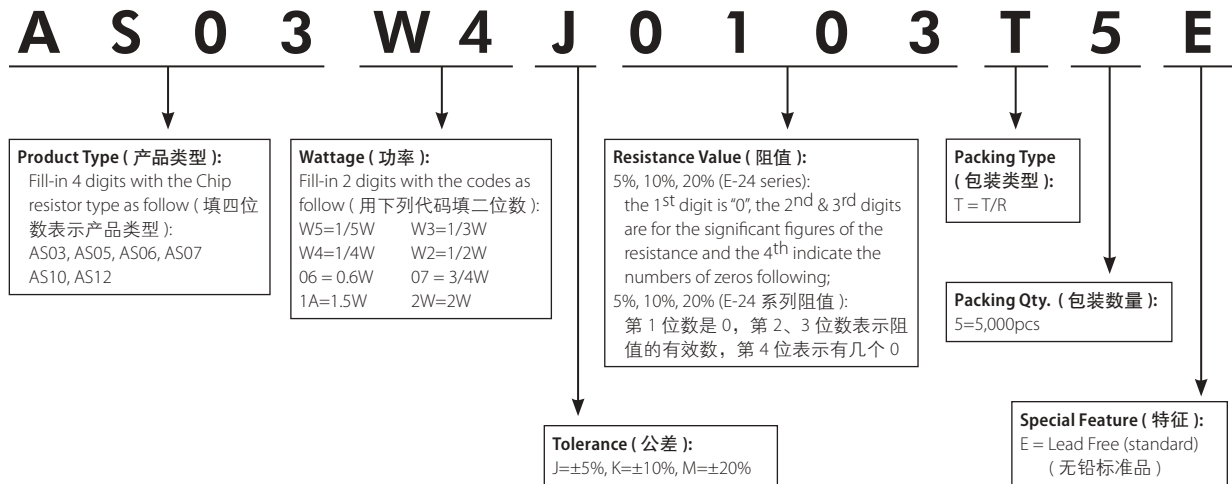 A S 0 3 W 4 J 0 1 0 3 T 5 E
Product Type ( 产品类型 ):
Fill-in 4 digits with the Chip
resistor type as follow ( 填四位
数表示产品类型 ):
AS03, AS05, AS06, AS07
AS10, AS12
Wattage ( 功率 ):
Fill-in 2 digits with the codes as
follow ( 用下列代码填二位数 ):
W5=1/5W W3=1/3W
W4=1/4W W2=1/2W
06 = 0.6W 07 = 3/4W
1A=1.5W 2W=2W
Resistance Value ( 阻值 ):
5%, 10%, 20% (E-24 series):
the 1st digit is "0", the 2nd & 3rd digits
are for the significant figures of the
resistance and the 4th indicate the
numbers of zeros following;
5%, 10%, 20% (E-24 系列阻值 ):
第 1 位数是 0，第 2、3 位数表示阻
值的有效数，第 4 位表示有几个 0
Packing Type
( 包装类型 ):
T = T/R
Packing Qty. ( 包装数量 ):
5=5,000pcs
Tolerance ( 公差 ):
J=±5%, K=±10%, M=±20%
Special Feature ( 特征 ):
E = Lead Free (standard)
( 无铅标准品 )